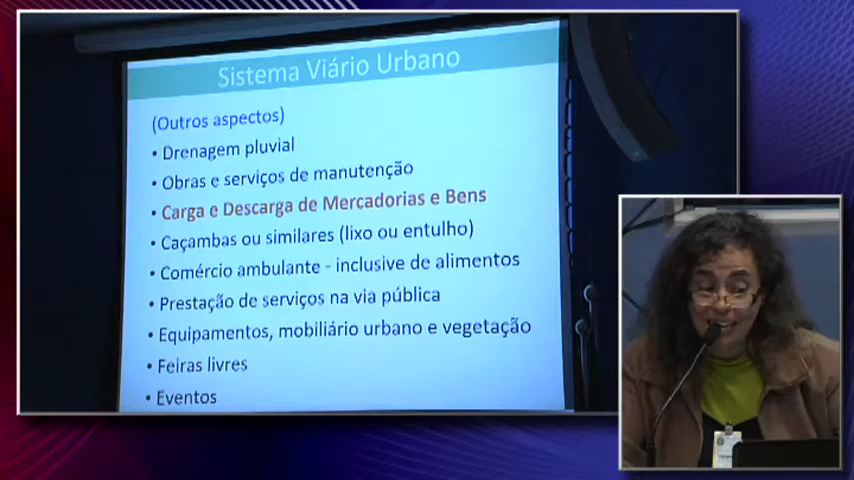 Sistema Viário Urbano
(Outros aspectos)
• Drenagem pluvial
• Obras e serviços de manutenção
• Carga e Descarga de Mercadorias e Bens
• Caçambas ou similares (lixo ou entulho)
• Comércio ambulante - inclusive de alimentos
• Prestação de serviços na via pública
• Equipamentos, mobiliário urbano e vegetação
• Feiras livres
• Eventos